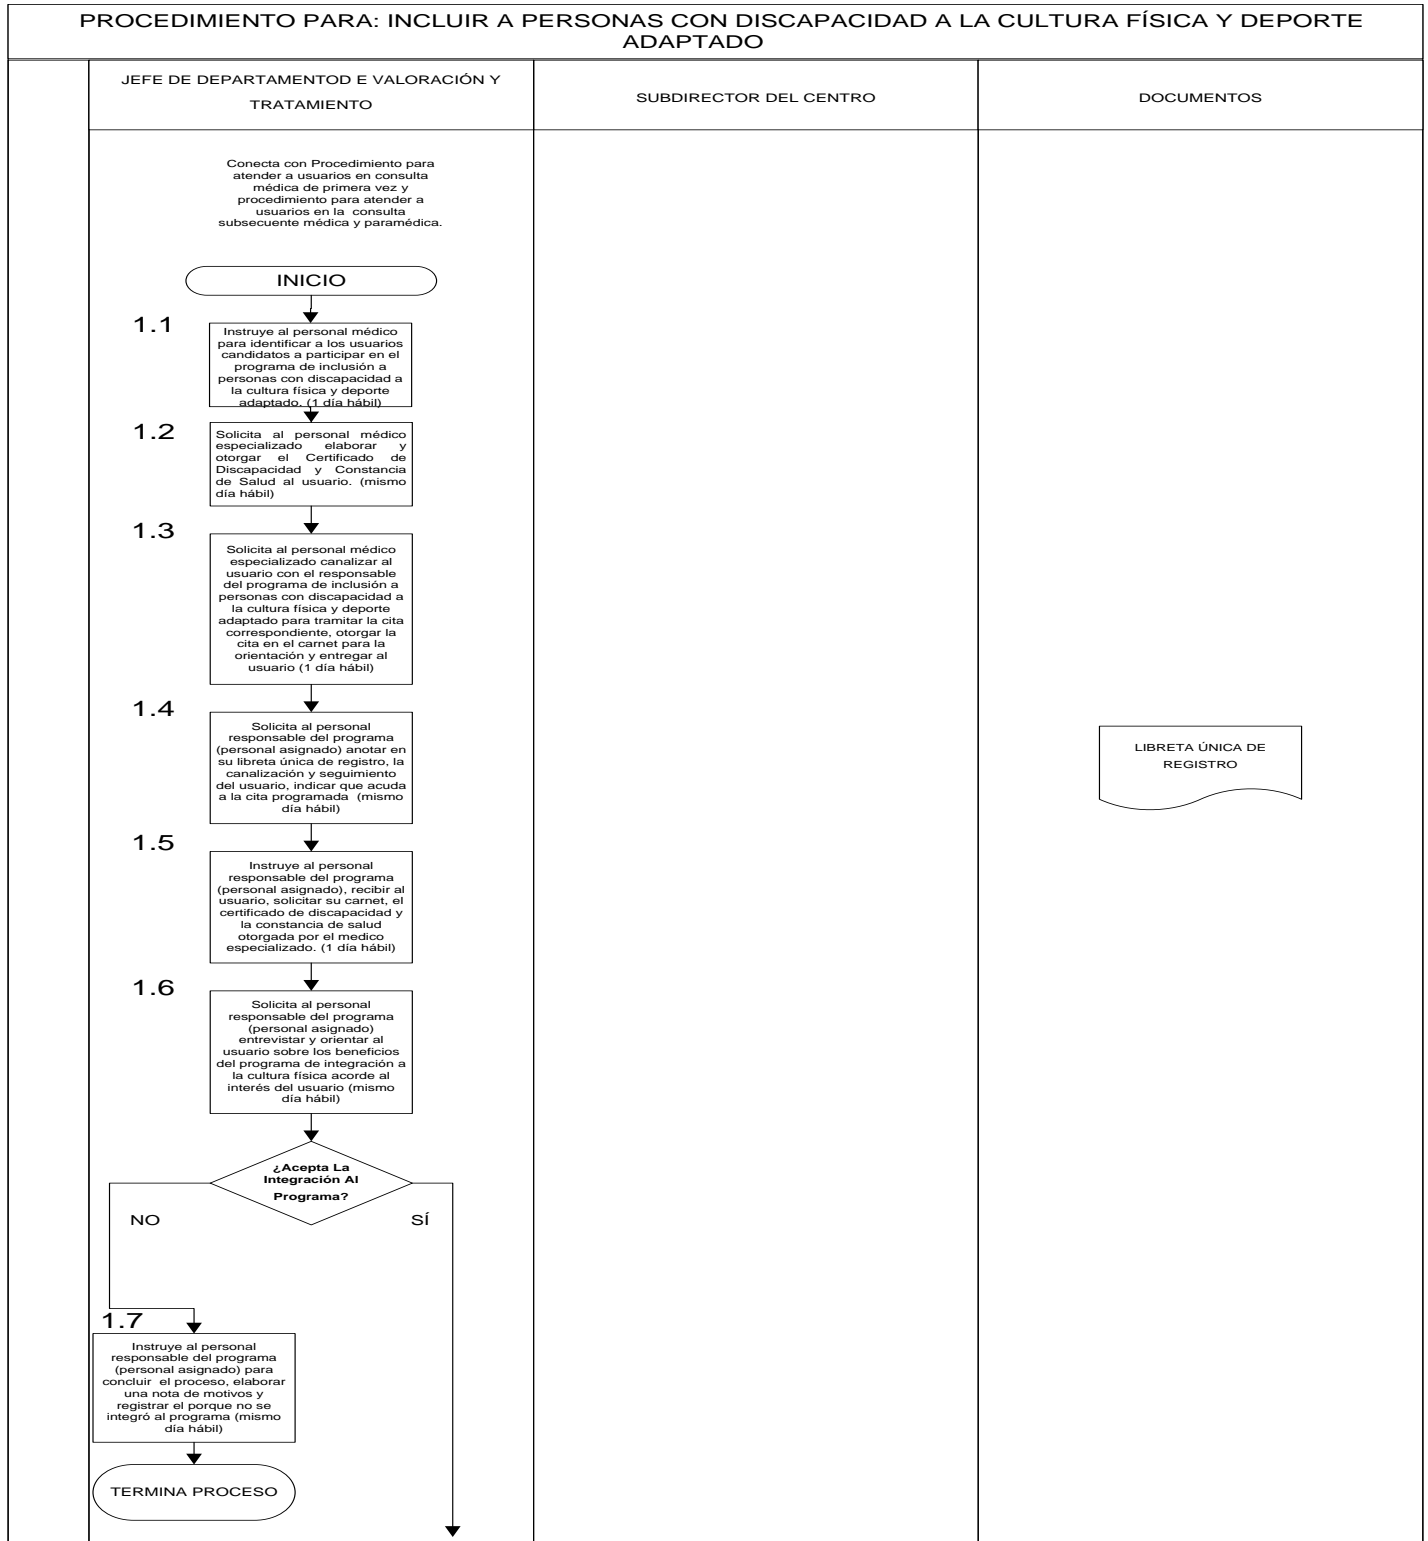 PROCEDIMIENTO PARA: INCLUIR A PERSONAS CON DISCAPACIDAD A LA CULTURA FÍSICA Y DEPORTE
ADAPTADO
JEFE DE DEPARTAMENTOD E VALORACIÓN Y
TRATAMIENTO
SUBDIRECTOR DEL CENTRO
DOCUMENTOS
Conecta con Procedimiento para
atender a usuarios en consulta
médica de primera vez y
procedimiento para atender a
usuarios en la consulta
subsecuente médica y paramédica.
INICIO
1.1
Instruye al personal médico
para identificar a los usuarios
candidatos a participar en el
programa de inclusión a
personas con discapacidad a
la cultura física y deporte
adaptado. (1 día hábil)
1.2
Solicita al personal médico
especializado elaborar y
otorgar el Certificado de
Discapacidad y Constancia
de Salud al usuario. (mismo
día hábil)
1.3
Solicita al personal médico
especializado canalizar al
usuario con el responsable
del programa de inclusión a
personas con discapacidad a
la cultura física y deporte
adaptado para tramitar la cita
correspondiente, otorgar la
cita en el carnet para la
orientación y entregar al
usuario (1 día hábil)
1.4
Solicita al personal
responsable del programa
(personal asignado) anotar en
su libreta única de registro, la
canalización y seguimiento
del usuario, indicar que acuda
a la cita programada (mismo
día hábil)
LIBRETA ÚNICA DE
REGISTRO
1.5
Instruye al personal
responsable del programa
(personal asignado), recibir al
usuario, solicitar su carnet, el
certificado de discapacidad y
la constancia de salud
otorgada por el medico
especializado. (1 día hábil)
1.6
Solicita al personal
responsable del programa
(personal asignado)
entrevistar y orientar al
usuario sobre los beneficios
del programa de integración a
la cultura física acorde al
interés del usuario (mismo
día hábil)
¿Acepta La
Integración Al
Programa?
NO
SÍ
1.7
Instruye al personal
responsable del programa
(personal asignado) para
concluir el proceso, elaborar
una nota de motivos y
registrar el porque no se
integró al programa (mismo
día hábil)
TERMINA PROCESO